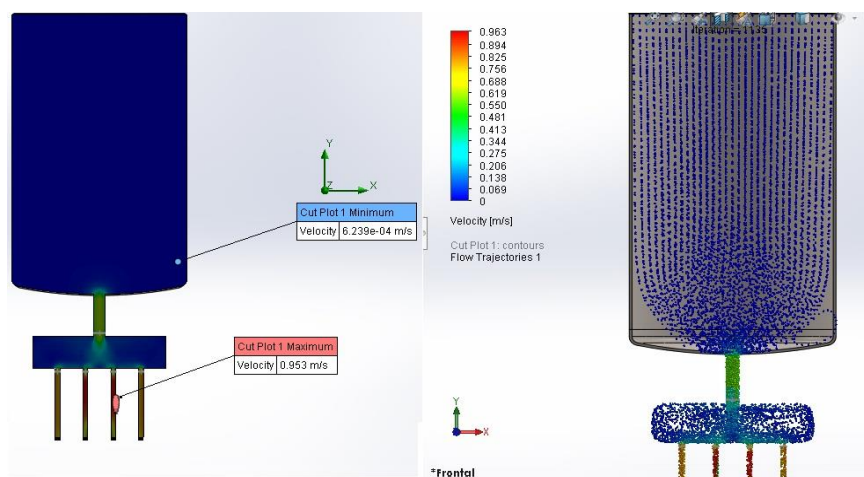 Y
Z
X
Cut Plot 1 Minimum
Velocity 6.239e-04 m/s
Cut Plot 1 Maximum
Velocity 0.953 m/s
Iteration = 1135
0.963
0.894
0.825
0.756
0.688
0.619
0.550
0.481
0.413
0.344
0.275
0.206
0.138
0.069
0
Velocity [m/s]
Cut Plot 1: contours
Flow Trajectories 1
Y
X
*Frontal